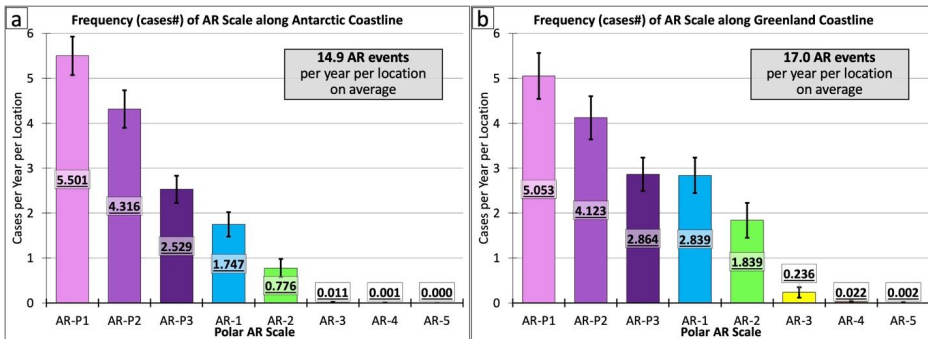 a
Frequency (cases#) of AR Scale along Antarctic Coastline
Cases per Year per Location
6
5
4
3
2
1
0
14.9 AR events
per year per location
on average
5.501
4.316
2.529
1.747
0.776
0.011
0.001
0.000
AR-P1 AR-P2 AR-P3 AR-1 AR-2 AR-3 AR-4 AR-5
Polar AR Scale
b
Frequency (cases#) of AR Scale along Greenland Coastline
Cases per Year per Location
6
5
4
3
2
1
0
17.0 AR events
per year per location
on average
5.053
4.123
2.864
2.839
1.839
0.236
0.022
0.002
AR-P1 AR-P2 AR-P3 AR-1 AR-2 AR-3 AR-4 AR-5
Polar AR Scale